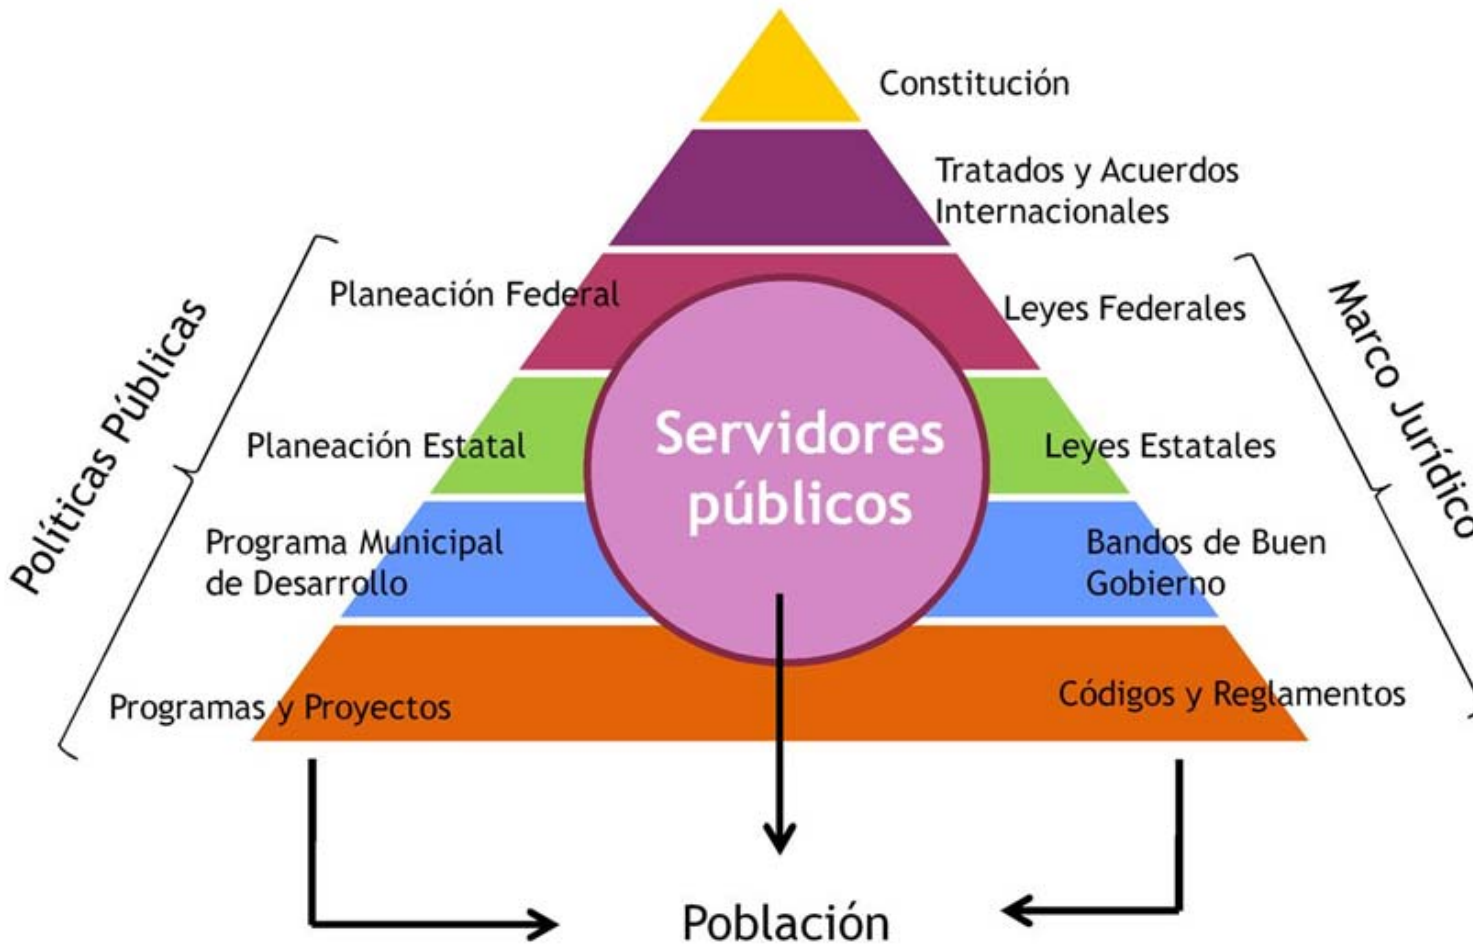 Constitución
Tratados y Acuerdos
Internacionales
Planeación Federal
Leyes Federales
Políticas Públicas
Marco Jurídico
Servidores
públicos
Planeación Estatal
Leyes Estatales
Programa Municipal
de Desarrollo
Bandos de Buen
Gobierno
Programas y Proyectos
Códigos y Reglamentos
Población